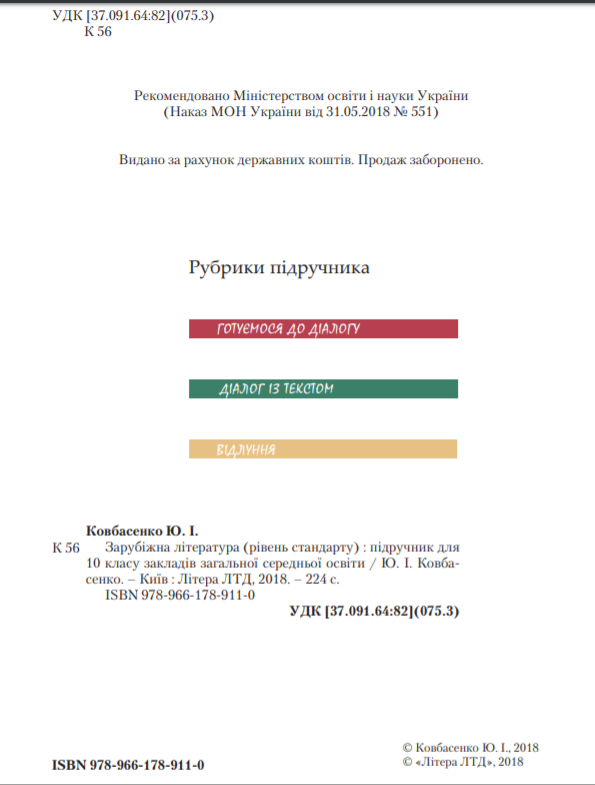 УДК [37.091.64:82](075.3)
К 56
Рекомендовано Міністерством освіти і науки України
(Наказ МОН України від 31.05.2018 № 551)
Видано за рахунок державних коштів. Продаж заборонено.
Рубрики підручника
ГОТУЄМОСЯ ДО ДІАЛОГУ
ДІАЛОГ ІЗ ТЕКСТОМ
ВІДЛУННЯ
Ковбасенко Ю. І.
К 56 Зарубіжна література (рівень стандарту) : підручник для
10 класу закладів загальної середньої освіти / Ю. І. Ковба-
сенко. – Київ : Літера ЛТД, 2018. – 224 с.
ISBN 978-966-178-911-0
УДК [37.091.64:82](075.3)
© Ковбасенко Ю. І., 2018
ISBN 978-966-178-911-0 © «Літера ЛТД», 2018